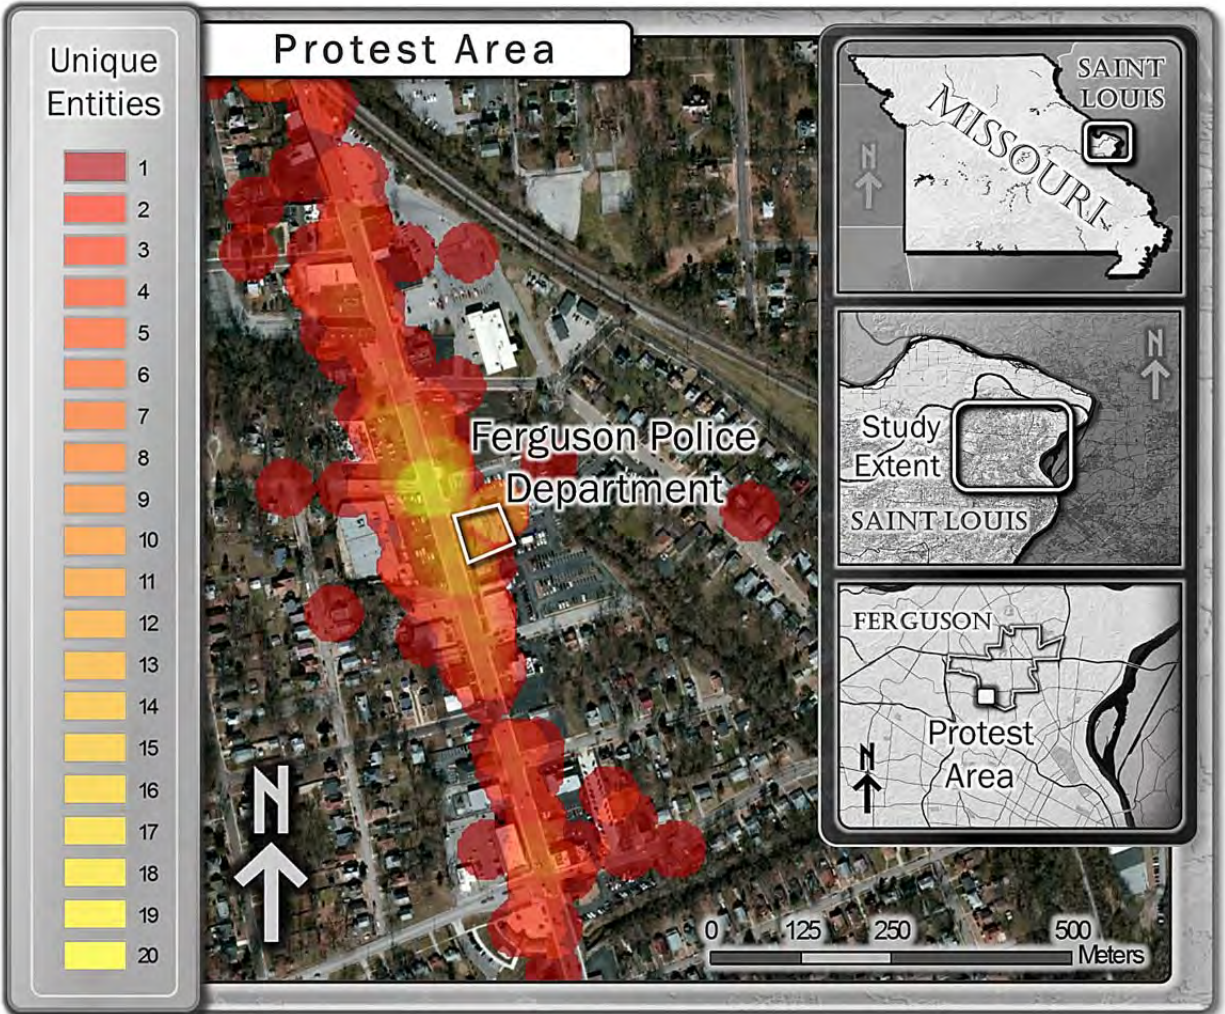 Protest Area
Unique
Entities
1
2
3
4
5
6
7
8
9
10
11
12
13
14
15
16
17
18
19
20
Ferguson Police
Department
N
0 125 250 500
Meters
SAINT
LOUIS
MISSOURI
N
N
Study
Extent
SAINT LOUIS
FERGUSON
Protest
Area
N